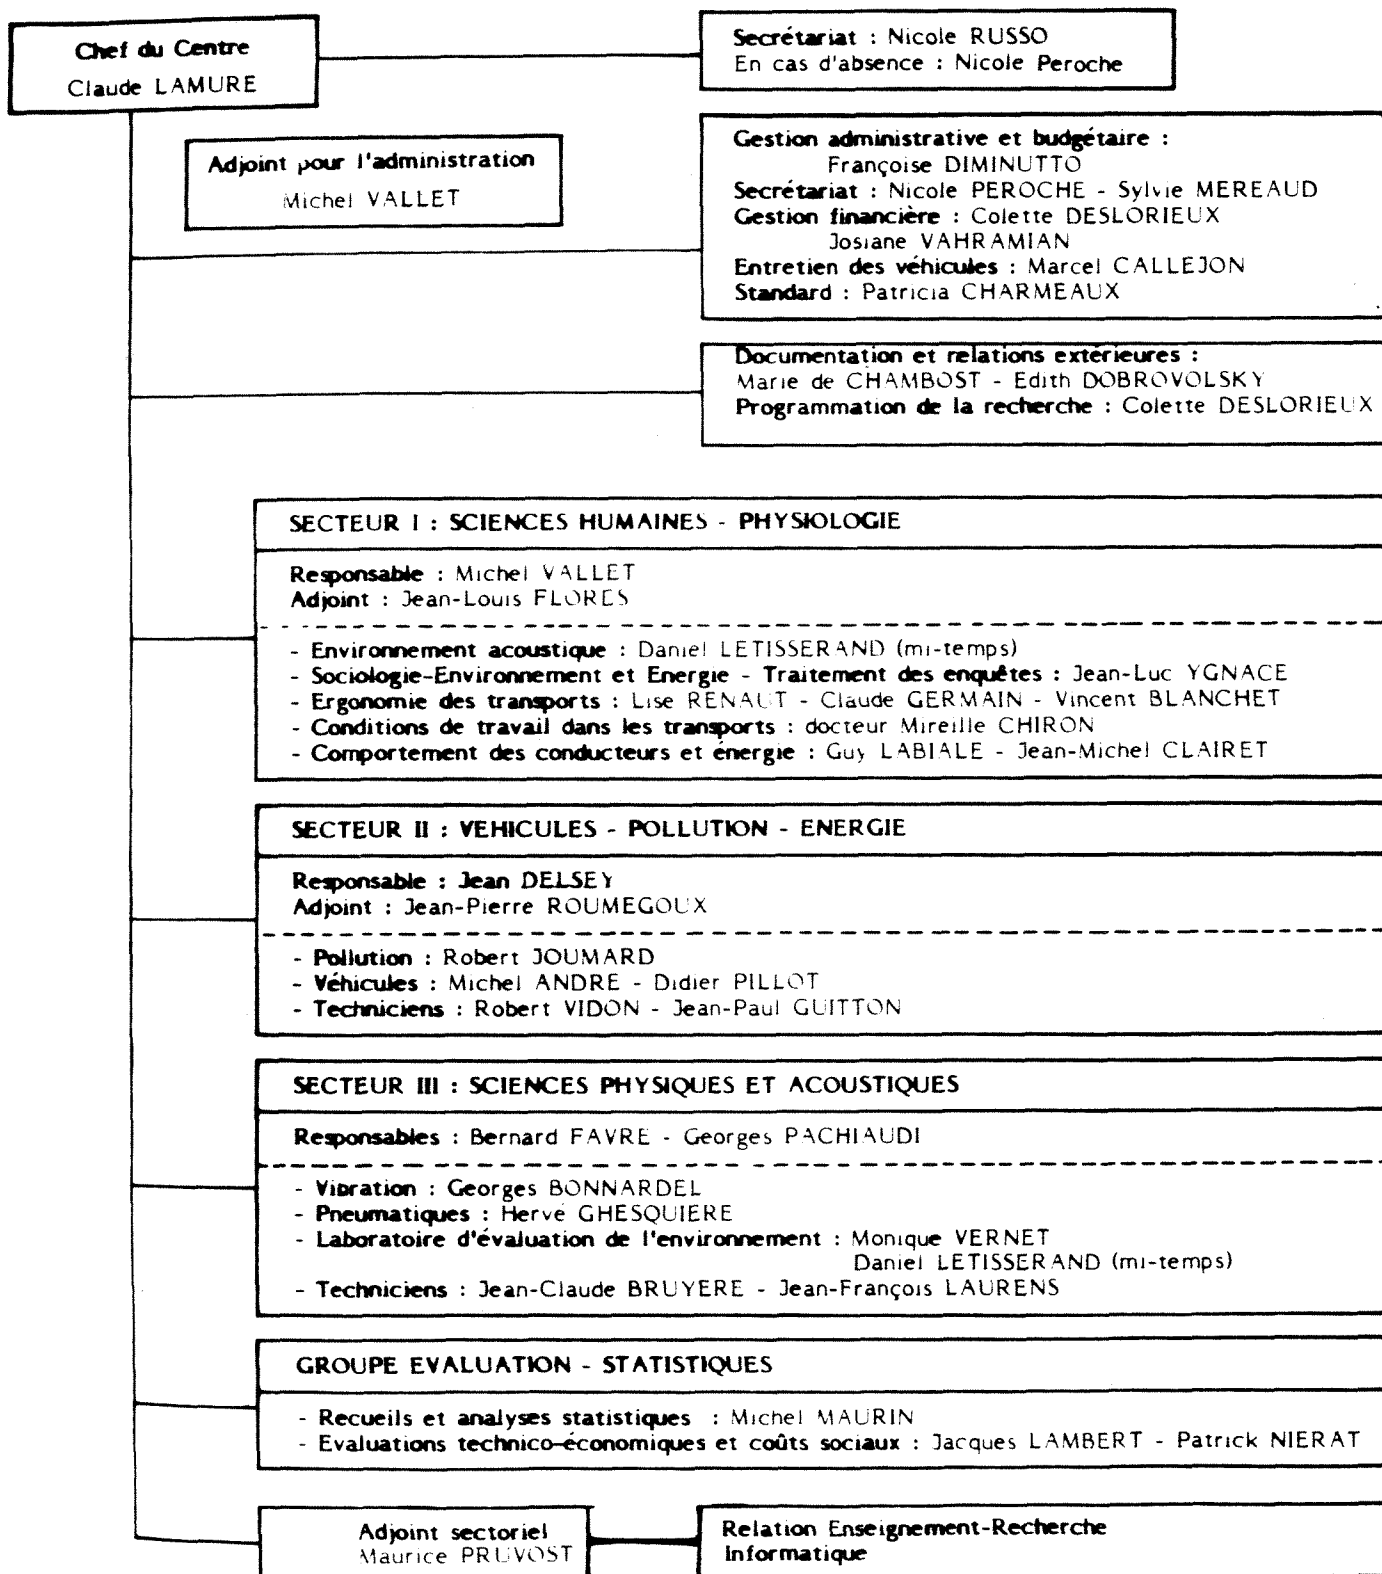 Chef du Centre
Claude LAMURE
Secrétariat : Nicole RUSSO
En cas d'absence : Nicole Peroche
Adjoint pour l'administration
Michel VALLET
Gestion administrative et budgétaire :
Françoise DIMINUTTO
Secrétariat : Nicole PEROCHE - Sylvie MEREAUD
Gestion financière : Colette DESLORIEUX
Josiane VAHRAMIAN
Entretien des véhicules : Marcel CALLEJON
Standard : Patricia CHARMEAUX
Documentation et relations extérieures :
Marie de CHAMBOST - Edith DOBROVOLSKY
Programmation de la recherche : Colette DESLORIEUX
SECTEUR I : SCIENCES HUMAINES - PHYSIOLOGIE
Responsable : Michel VALLET
Adjoint : Jean-Louis FLORES
- Environnement acoustique : Daniel LETISSERAND (mi-temps)
- Sociologie-Environnement et Energie - Traitement des enquêtes : Jean-Luc YGNACE
- Ergonomie des transports : Lise RENAUT - Claude GERMAIN - Vincent BLANCHET
- Conditions de travail dans les transports : docteur Mireille CHIRON
- Comportement des conducteurs et énergie : Guy LABIALE - Jean-Michel CLAIRET
SECTEUR II : VEHICULES - POLLUTION - ENERGIE
Responsable : Jean DELSEY
Adjoint : Jean-Pierre ROUMEGOUX
- Pollution : Robert JOUMARD
- Véhicules : Michel ANDRE - Didier PILLOT
- Techniciens : Robert VIDON - Jean-Paul GUITTON
SECTEUR III : SCIENCES PHYSIQUES ET ACOUSTIQUES
Responsables : Bernard FAVRE - Georges PACHIAUDI
- Vibration : Georges BONNARDEL
- Pneumatiques : Hervé GHESQUIERE
- Laboratoire d'évaluation de l'environnement : Monique VERNET
Daniel LETISSERAND (mi-temps)
- Techniciens : Jean-Claude BRUYERE - Jean-François LAURENS
GROUPE EVALUATION - STATISTIQUES
- Recueils et analyses statistiques : Michel MAURIN
- Evaluations technico-économiques et coûts sociaux : Jacques LAMBERT - Patrick NIERAT
Adjoint sectoriel
Maurice PRUVOST
Relation Enseignement-Recherche
Informatique